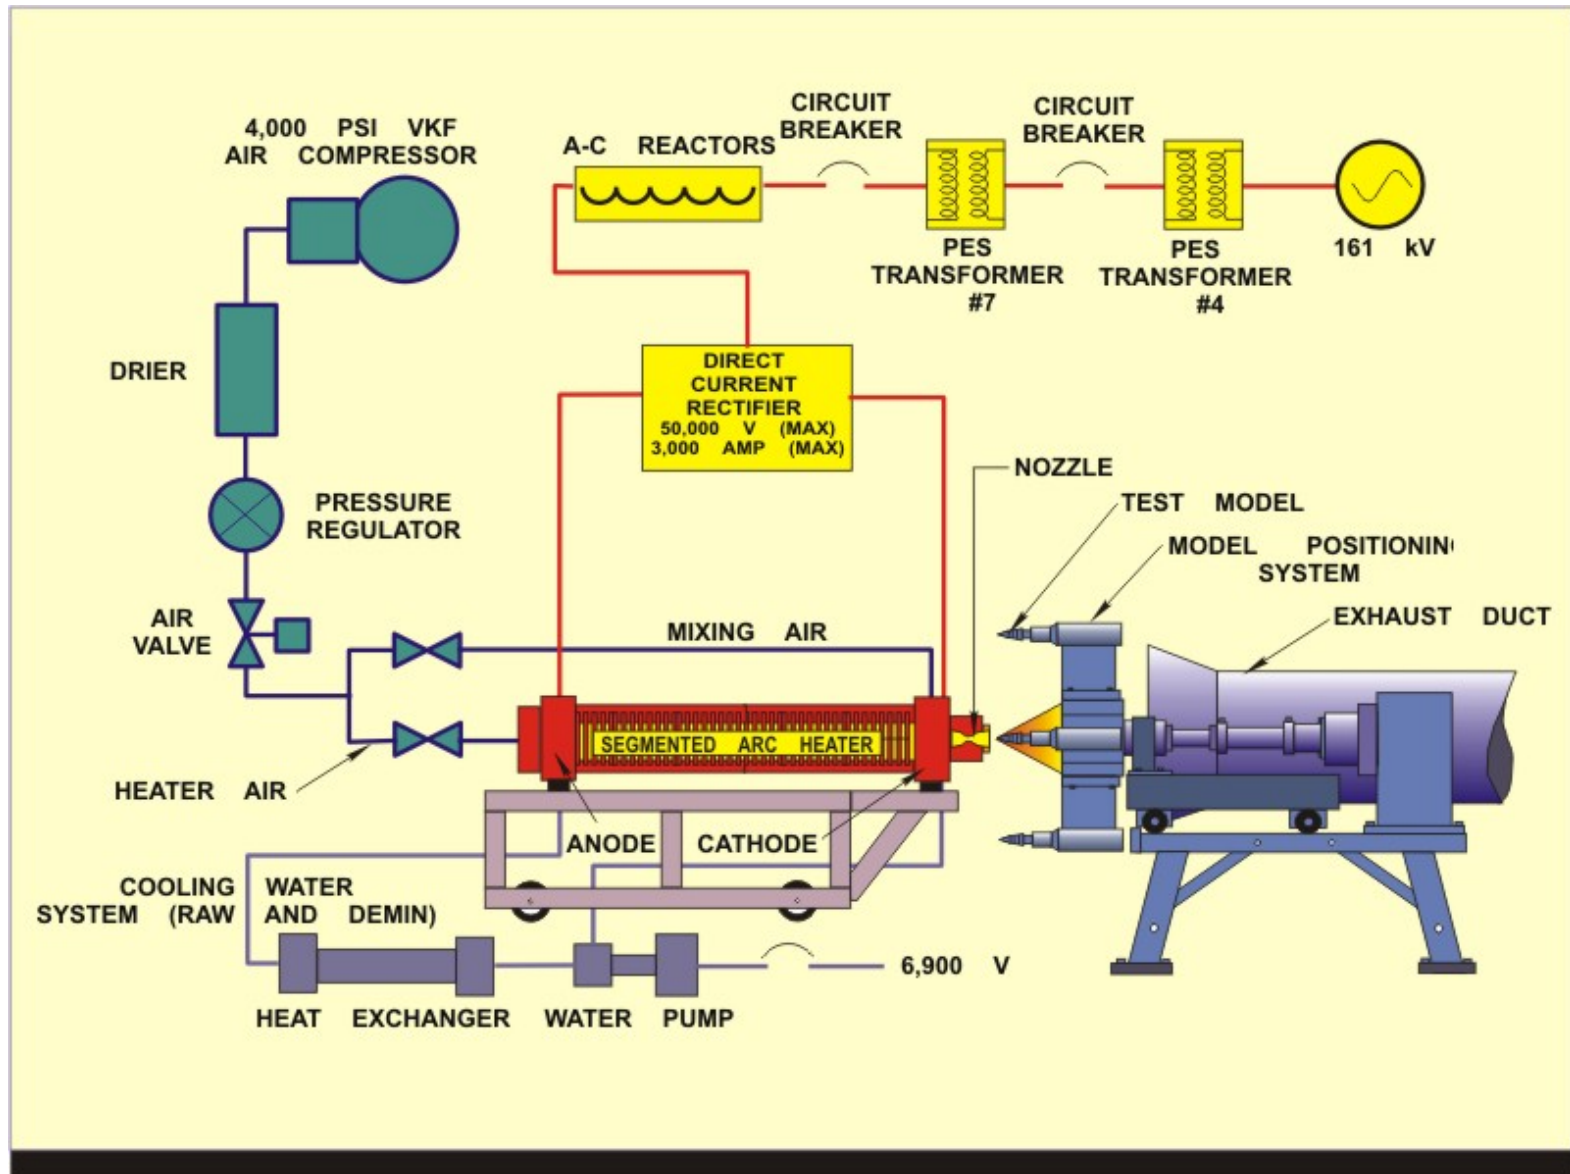 4,000 PSI VKF
AIR COMPRESSOR
DRIER
PRESSURE
REGULATOR
AIR
VALVE
HEATER AIR
MIXING AIR
A-C REACTORS
CIRCUIT
BREAKER
CIRCUIT
BREAKER
PES
TRANSFORMER
#7
PES
TRANSFORMER
#4
161 kV
DIRECT
CURRENT
RECTIFIER
50,000 V (MAX)
3,000 AMP (MAX)
NOZZLE
TEST MODEL
MODEL POSITIONING
SYSTEM
EXHAUST DUCT
SEGMENTED ARC HEATER
ANODE
CATHODE
COOLING WATER
SYSTEM (RAW AND DEMIN)
6,900 V
HEAT EXCHANGER
WATER PUMP